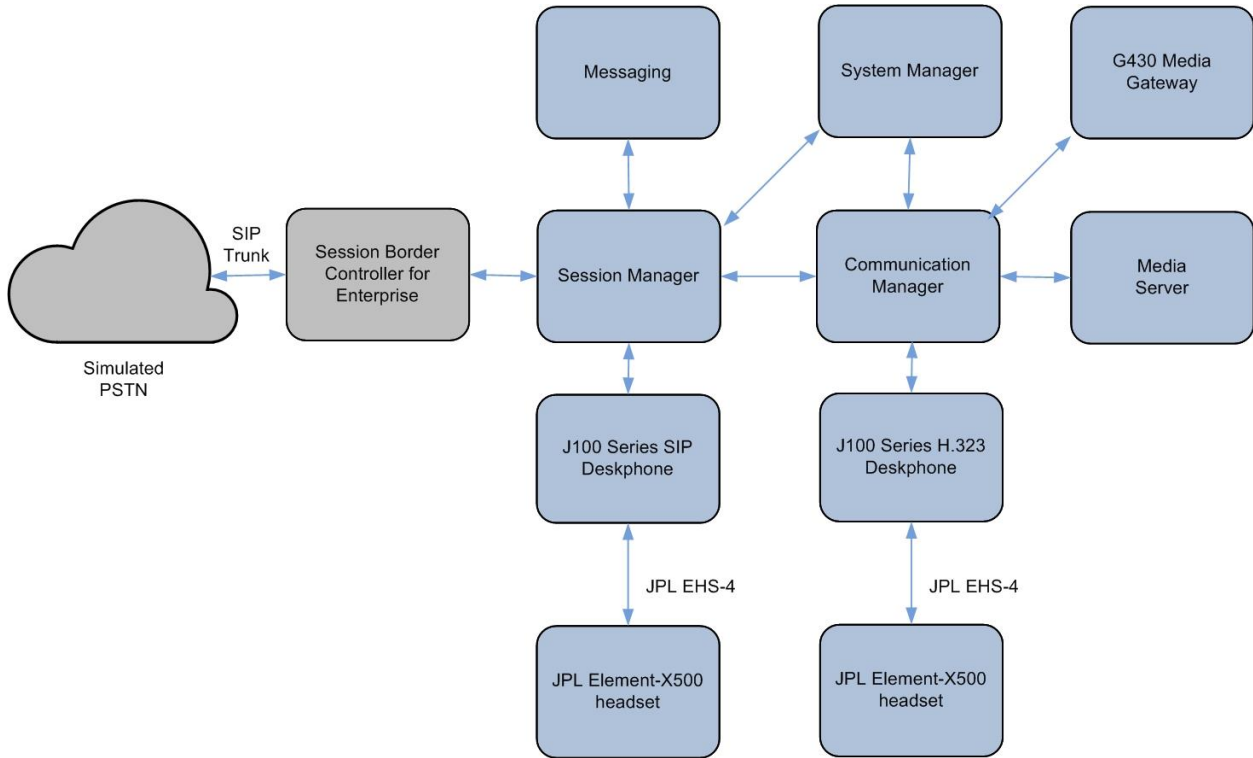 Messaging
System Manager
G430 Media
Gateway
SIP
Trunk
Session Border
Controller for
Enterprise
Session Manager
Communication
Manager
Media
Server
Simulated
PSTN
J100 Series SIP
Deskphone
J100 Series H.323
Deskphone
JPL EHS-4
JPL EHS-4
JPL Element-X500
headset
JPL Element-X500
headset